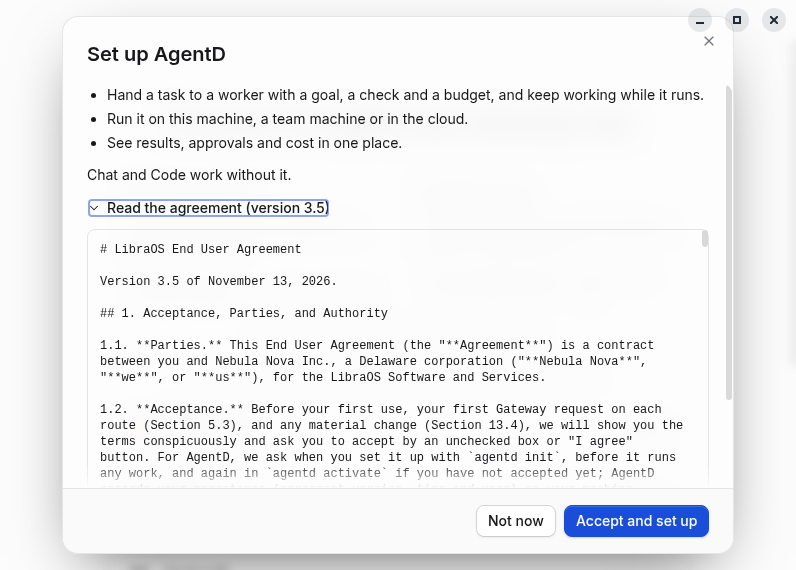 Set up AgentD
Hand a task to a worker with a goal, a check and a budget, and keep working while it runs.
Run it on this machine, a team machine or in the cloud.
See results, approvals and cost in one place.
Chat and Code work without it.
Read the agreement (version 3.5)
# LibraOS End User Agreement
Version 3.5 of November 13, 2026.
## 1. Acceptance, Parties, and Authority
1.1. **Parties.** This End User Agreement (the "**Agreement**") is a contract
between you and Nebula Nova Inc., a Delaware corporation ("**Nebula Nova**",
"**we**", or "**us**"), for the LibraOS Software and Services.
1.2. **Acceptance.** Before your first use, your first Gateway request on each
route (Section 5.3), and any material change (Section 13.4), we will show you the
terms conspicuously and ask you to accept by an unchecked box or "I agree"
button. For AgentD, we ask when you set it up with `agentd init`, before it runs
any work, and again in `agentd activate` if you have not accepted yet; AgentD
Not now
Accept and set up